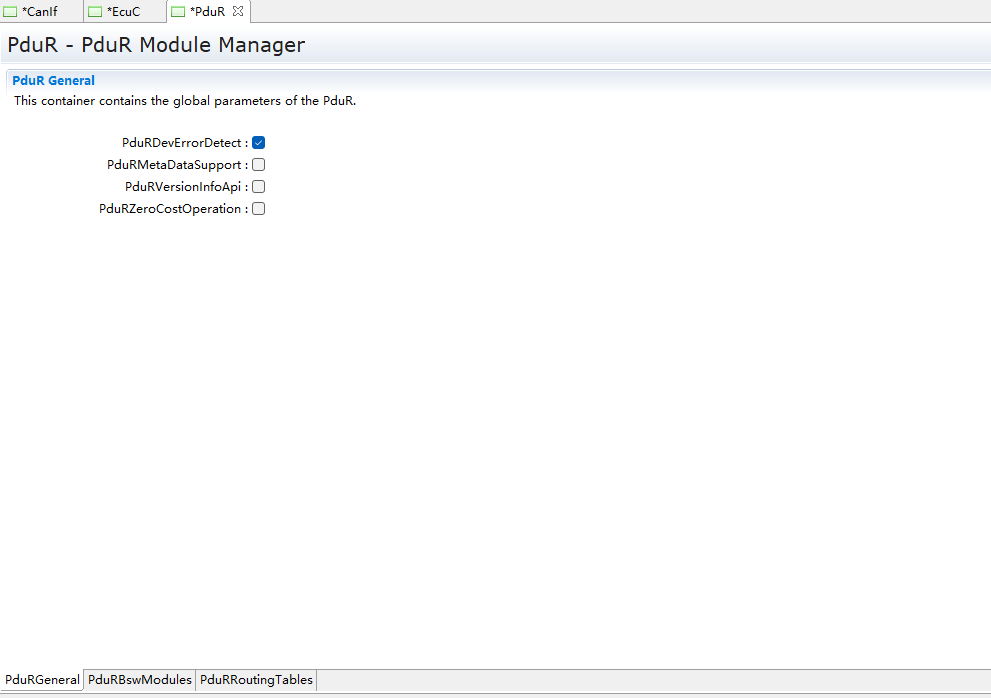 *CanIf
*EcuC
*PduR
PduR - PduR Module Manager
PduR General
This container contains the global parameters of the PduR.
PduRDevErrorDetect :
PduRMetaDataSupport :
PduRVersionInfoApi :
PduRZeroCostOperation :
PduRGeneral
PduRBswModules
PduRRoutingTables